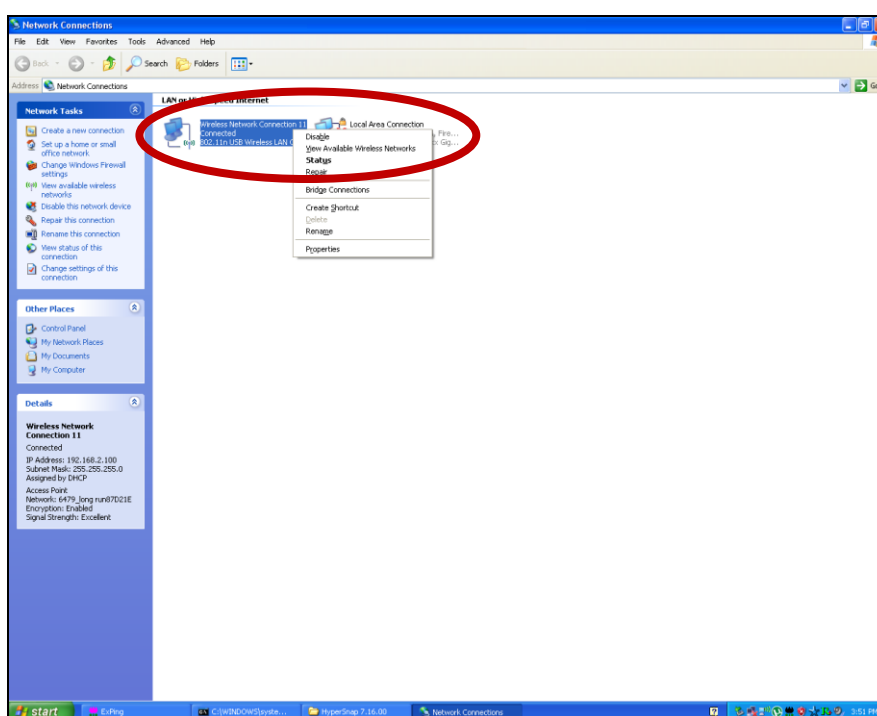 Network Connections
File Edit View Favorites Tools Advanced Help
Back Search Folders
Address Network Connections
LAN or Internet
Network Tasks
Create a new connection
Set up a home or small
office network
Change Windows Firewall
settings
View available wireless
networks
Disable this network device
Repair this connection
Rename this connection
View status of this
connection
Change settings of this
connection
Other Places
Control Panel
My Network Places
My Documents
My Computer
Details
Wireless Network
Connection 11
Connected
IP Address: 192.168.2.100
Subnet Mask: 255.255.255.0
Assigned by DHCP
Access Point
Network: 6479_long run87D21E
Encryption: Enabled
Signal Strength: Excellent
Wireless Network Connection 11
Connected
802.11n USB Wireless LAN C
Local Area Connection
Fire...
Gig...
Disable
View Available Wireless Networks
Status
Repair
Bridge Connections
Create Shortcut
Delete
Rename
Properties
start ExPing C:\WINDOWS\syste... HyperSnap 7.16.00 Network Connections 3:51 PM